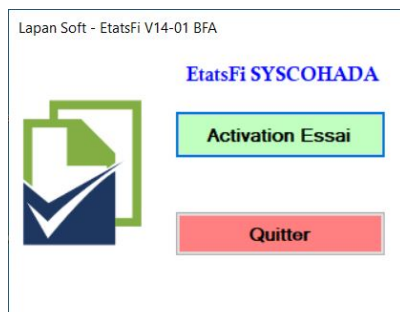 Lapan Soft - EtatsFi V14-01 BFA
EtatsFi SYSCOHADA
Activation Essai
Quitter